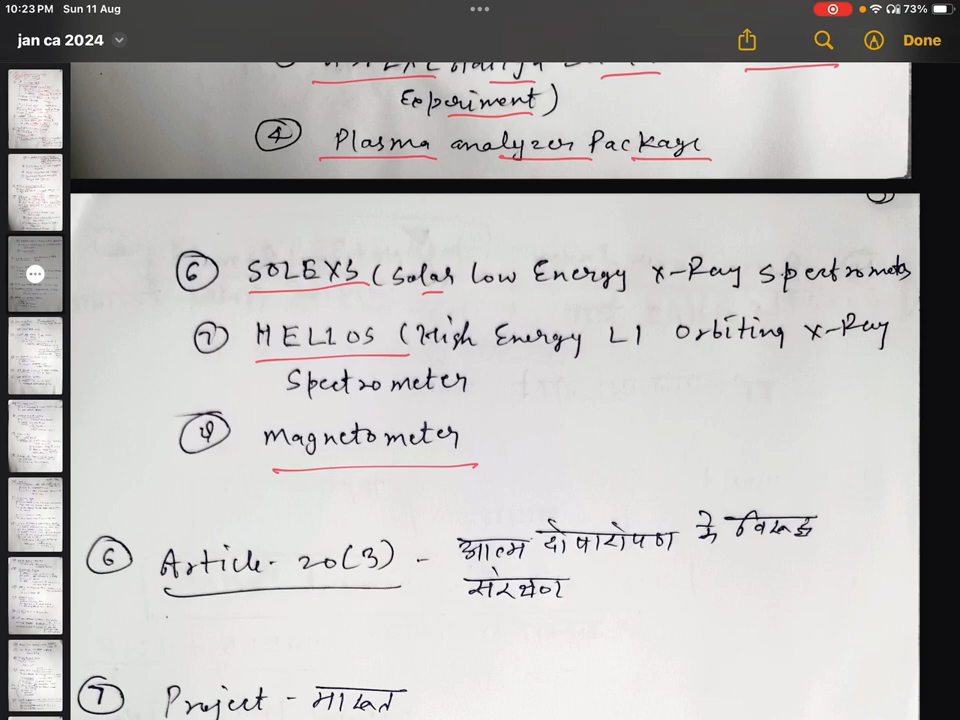 10:23 PM Sun 11 Aug
73%
jan ca 2024
Done
Experiment)
④ Plasma analyzer Package
⑥ SOLEXS (Solar Low Energy X-Ray Spectrometer
⑦ HEL1OS (High Energy L1 Orbiting X-Ray
Spectrometer
magnetometer
⑥ Article - 20(3) - आत्म दोषारोपण के विरुद्ध
संरक्षण
⑦ Project -